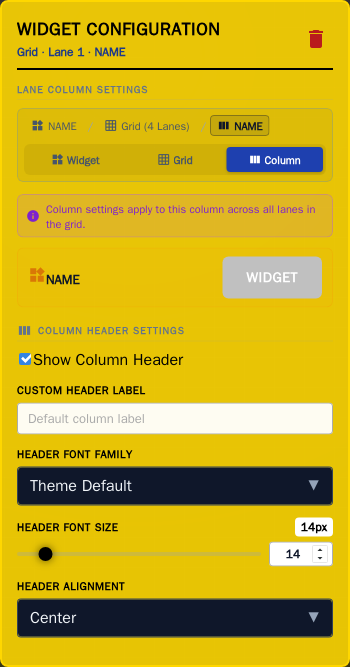 WIDGET CONFIGURATION
Grid · Lane 1 · NAME
LANE COLUMN SETTINGS
NAME / Grid (4 Lanes) / NAME
Widget Grid Column
Column settings apply to this column across all lanes in
the grid.
NAME WIDGET
COLUMN HEADER SETTINGS
Show Column Header
CUSTOM HEADER LABEL
Default column label
HEADER FONT FAMILY
Theme Default
HEADER FONT SIZE 14px
14
HEADER ALIGNMENT
Center